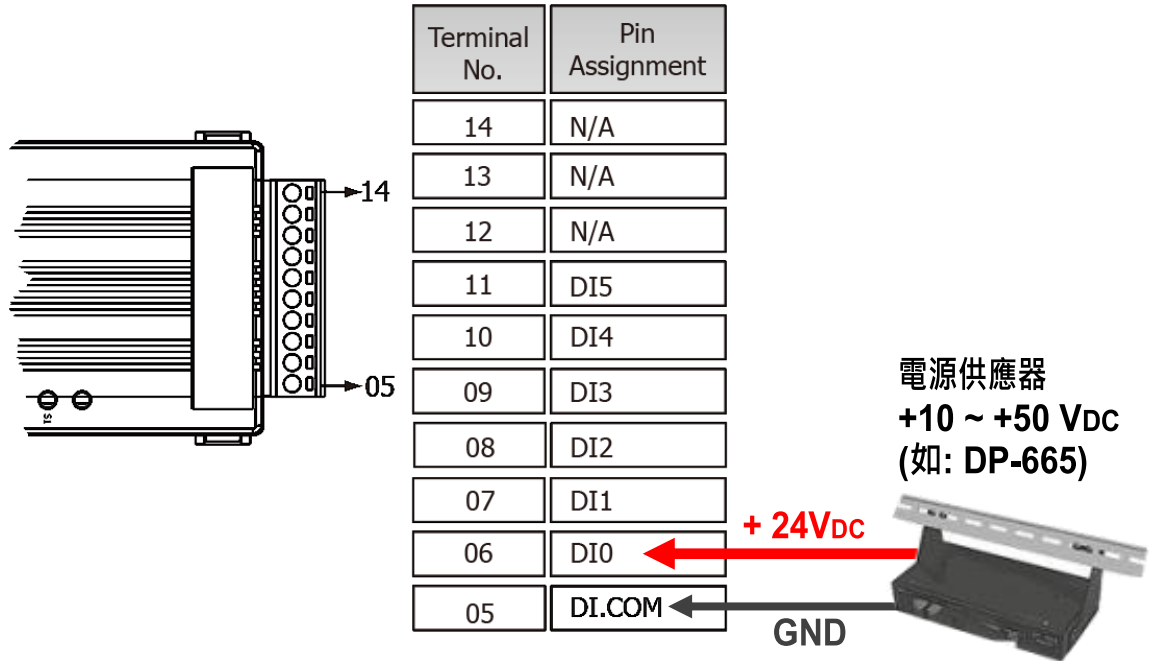 Terminal No.
Pin Assignment
14 N/A
13 N/A
12 N/A
11 DI5
10 DI4
09 DI3
08 DI2
07 DI1
06 DI0
05 DI.COM
14
05
S1
電源供應器
+10 ~ +50 VDC
(如: DP-665)
+ 24VDC
GND